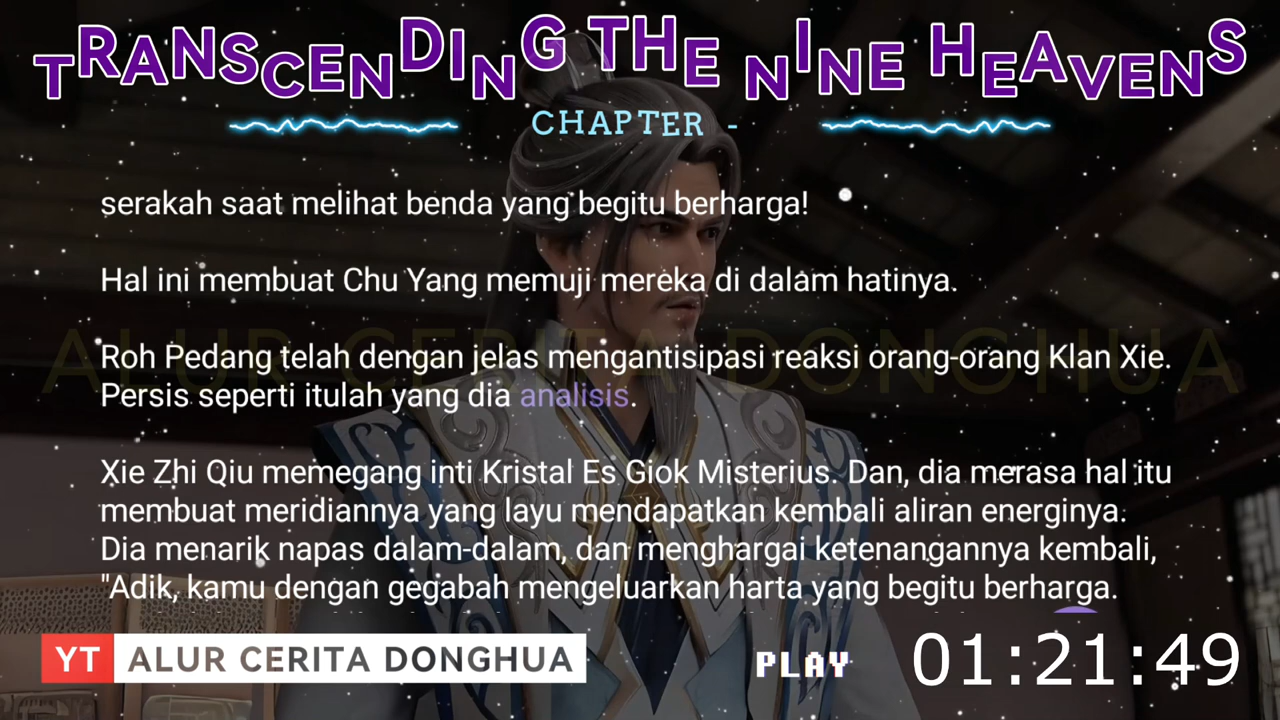 TRANSCENDING THE NINE HEAVENS
CHAPTER -
serakah saat melihat benda yang begitu berharga!
Hal ini membuat Chu Yang memuji mereka di dalam hatinya.
ALUR CERITA DONGHUA
Roh Pedang telah dengan jelas mengantisipasi reaksi orang-orang Klan Xie.
Persis seperti itulah yang dia analisis.
Xie Zhi Qiu memegang inti Kristal Es Giok Misterius. Dan, dia merasa hal itu
membuat meridiannya yang layu mendapatkan kembali aliran energinya.
Dia menarik napas dalam-dalam, dan menghargai ketenangannya kembali,
"Adik, kamu dengan gegabah mengeluarkan harta yang begitu berharga.
YT ALUR CERITA DONGHUA
PLAY
01:21:49